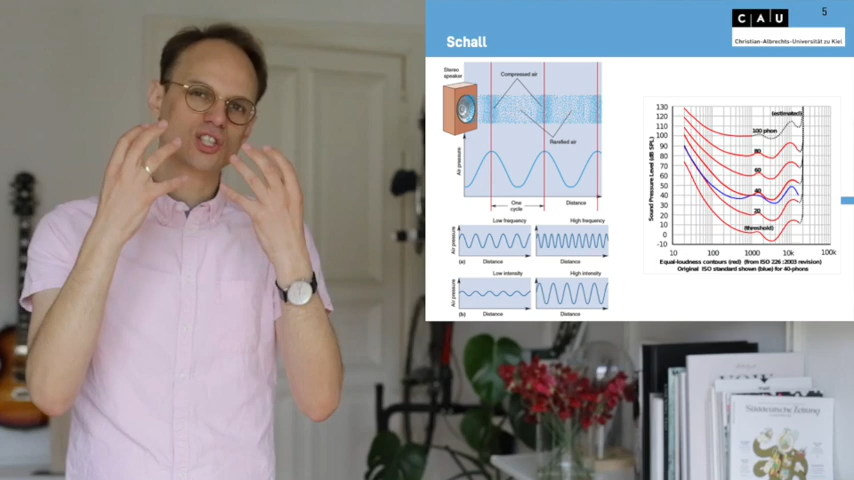 5
CAU
Christian-Albrechts-Universität zu Kiel
Schall
Stereo
speaker
Compressed air
Rarefied air
Air pressure
One
cycle
Distance
Low frequency
High frequency
Air pressure
Air pressure
(a)
Distance
Distance
Low intensity
High intensity
Air pressure
Air pressure
(b)
Distance
Distance
Sound Pressure Level (dB SPL)
130
120
110
100
90
80
70
60
50
40
30
20
10
0
-10
(estimated)
100 phon
80
60
40
20
(threshold)
10
100
1000
10k
100k
Equal-loudness contours (red) (from ISO 226:2003 revision)
Original ISO standard shown (blue) for 40-phons
Süddeutsche Zeitung